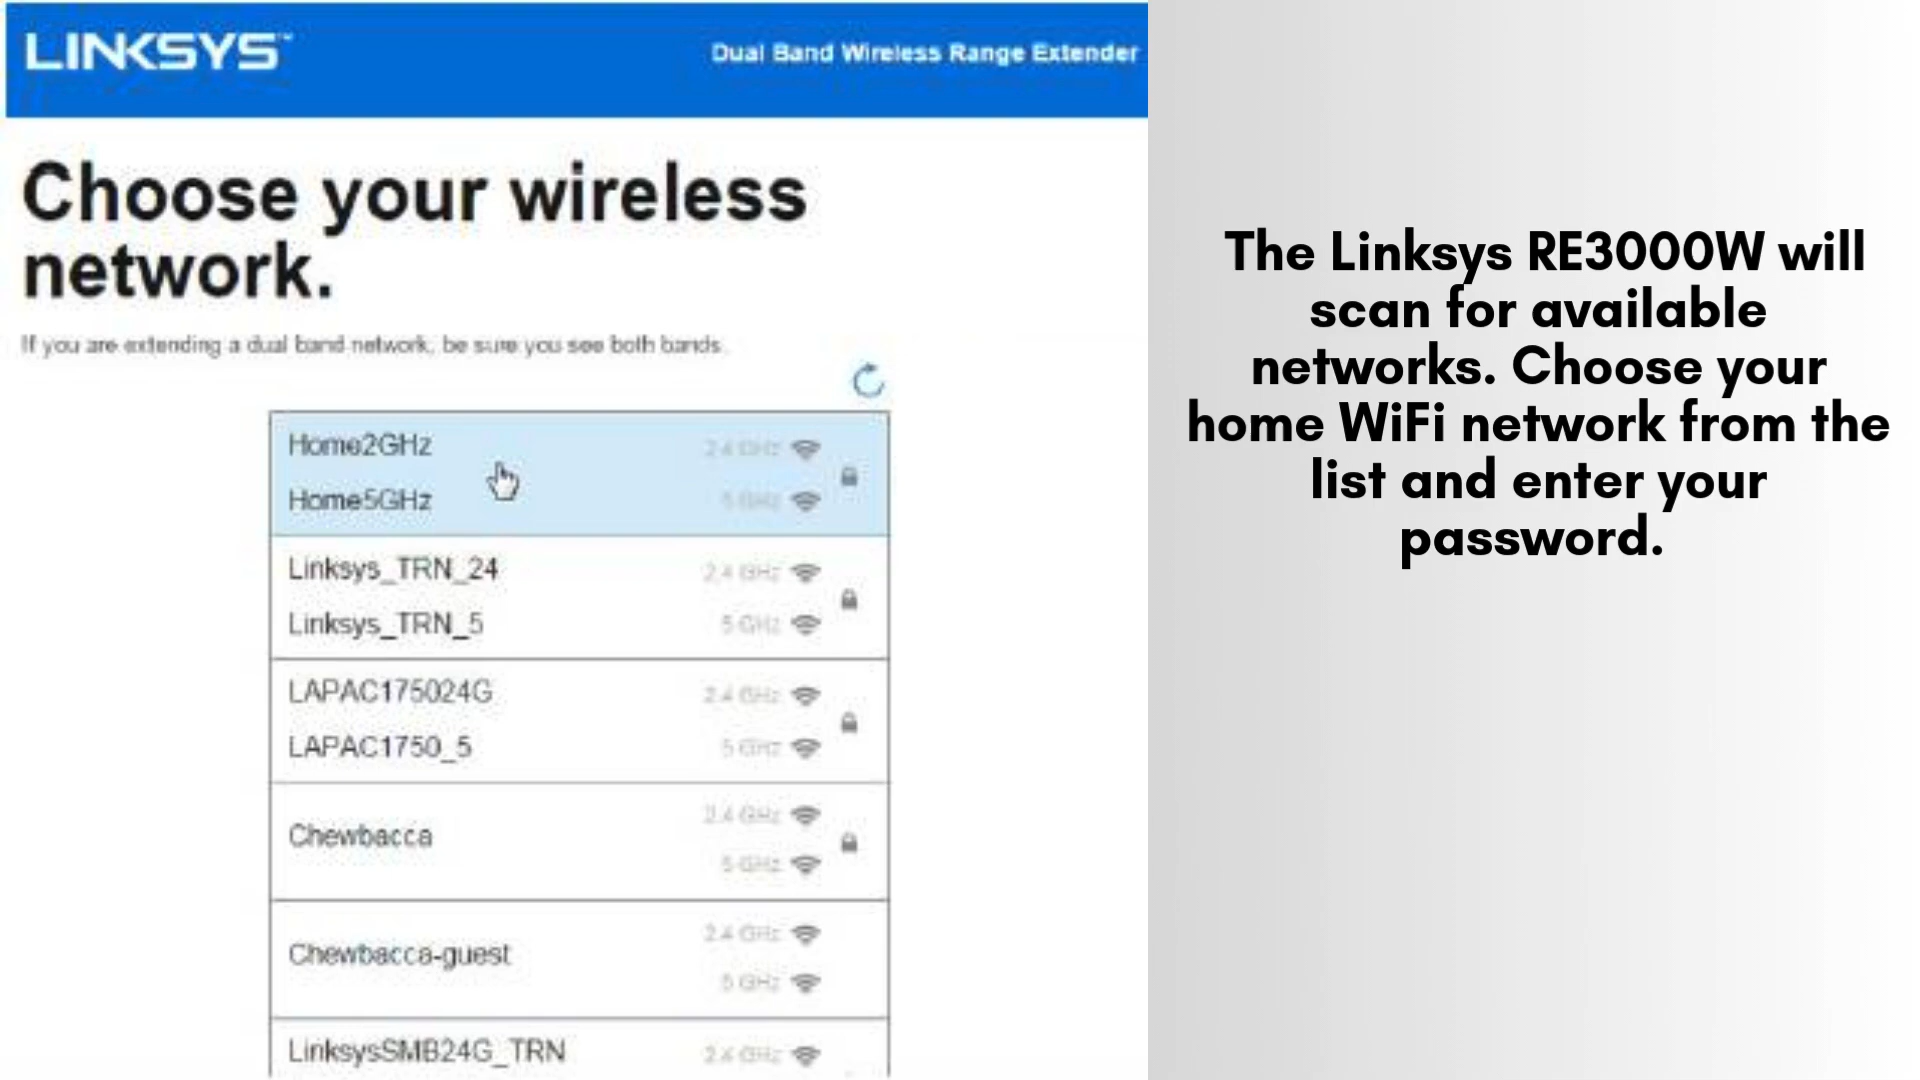 LINKSYS™
Dual Band Wireless Range Extender
Choose your wireless
network.
If you are extending a dual band network, be sure you see both bands.
Home2GHz 2.4 GHz
Home5GHz 5 GHz
Linksys_TRN_24 2.4 GHz
Linksys_TRN_5 5 GHz
LAPAC175024G 2.4 GHz
LAPAC1750_5 5 GHz
Chewbacca
2.4 GHz
5 GHz
Chewbacca-guest
2.4 GHz
5 GHz
LinksysSMB24G_TRN 2.4 GHz
The Linksys RE3000W will
scan for available
networks. Choose your
home WiFi network from the
list and enter your
password.